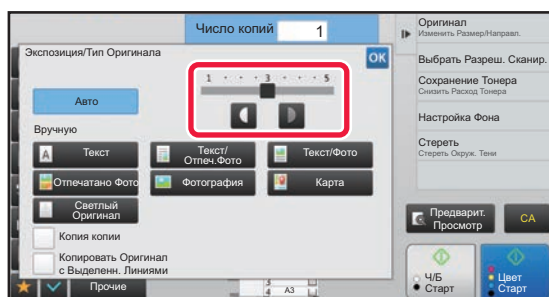 Число копий 1
Экспозиция/Тип Оригинала
OK
1 · · · 3 · · · 5
Авто
Вручную
A Текст
Текст/
Отпеч.Фото
Текст/Фото
Отпечатано Фото
Фотография
Карта
Светлый
Оригинал
Копия копии
Копировать Оригинал
с Выделенн. Линиями
Прочие
3
4 A3
Оригинал
Изменить Размер/Направл.
Выбрать Разреш. Сканир.
Сохранение Тонера
Снизить Расход Тонера
Настройка Фона
Стереть
Стереть Окруж. Тени
Предварит.
Просмотр
CA
Ч/Б
Старт
Цвет
Старт